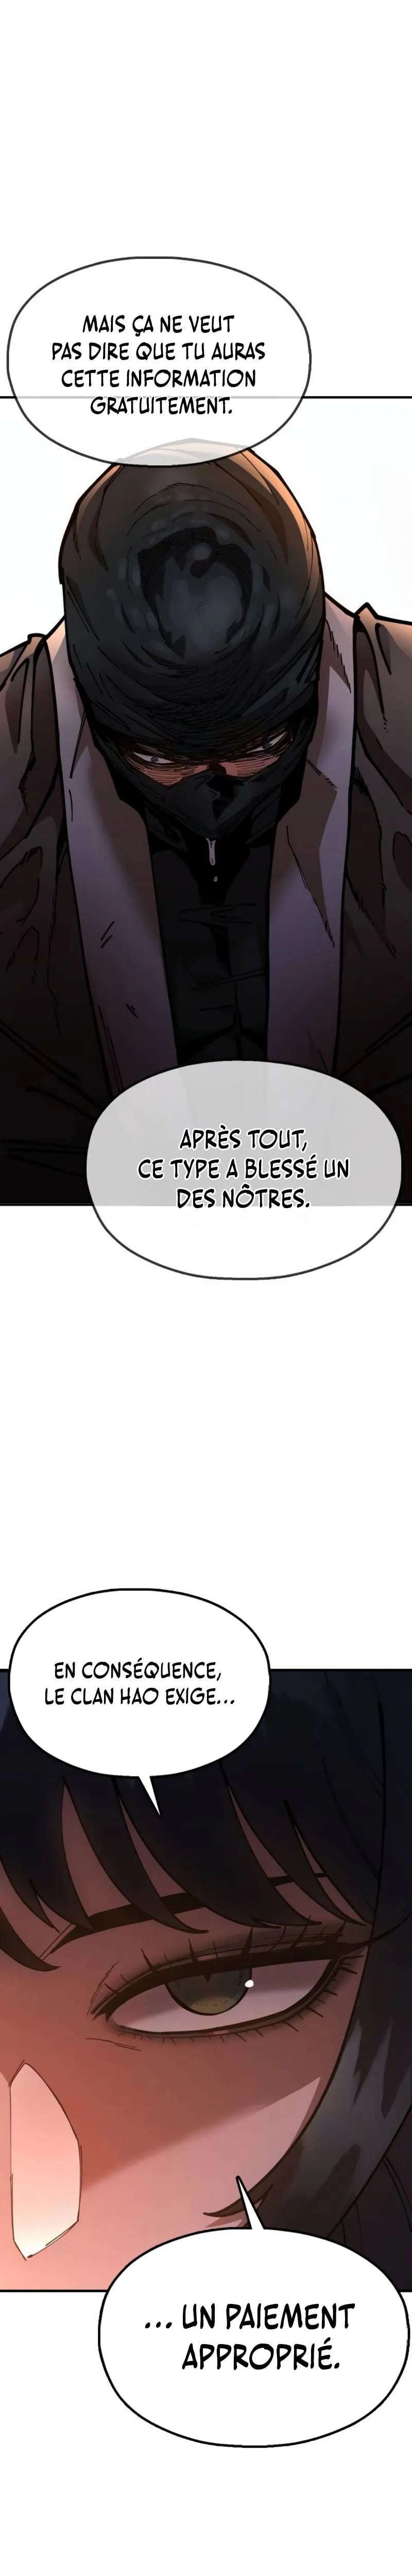 MAIS ÇA NE VEUT
PAS DIRE QUE TU AURAS
CETTE INFORMATION
GRATUITEMENT.
APRÈS TOUT,
CE TYPE A BLESSÉ UN
DES NÔTRES.
EN CONSÉQUENCE,
LE CLAN HAO EXIGE...
... UN PAIEMENT
APPROPRIÉ.